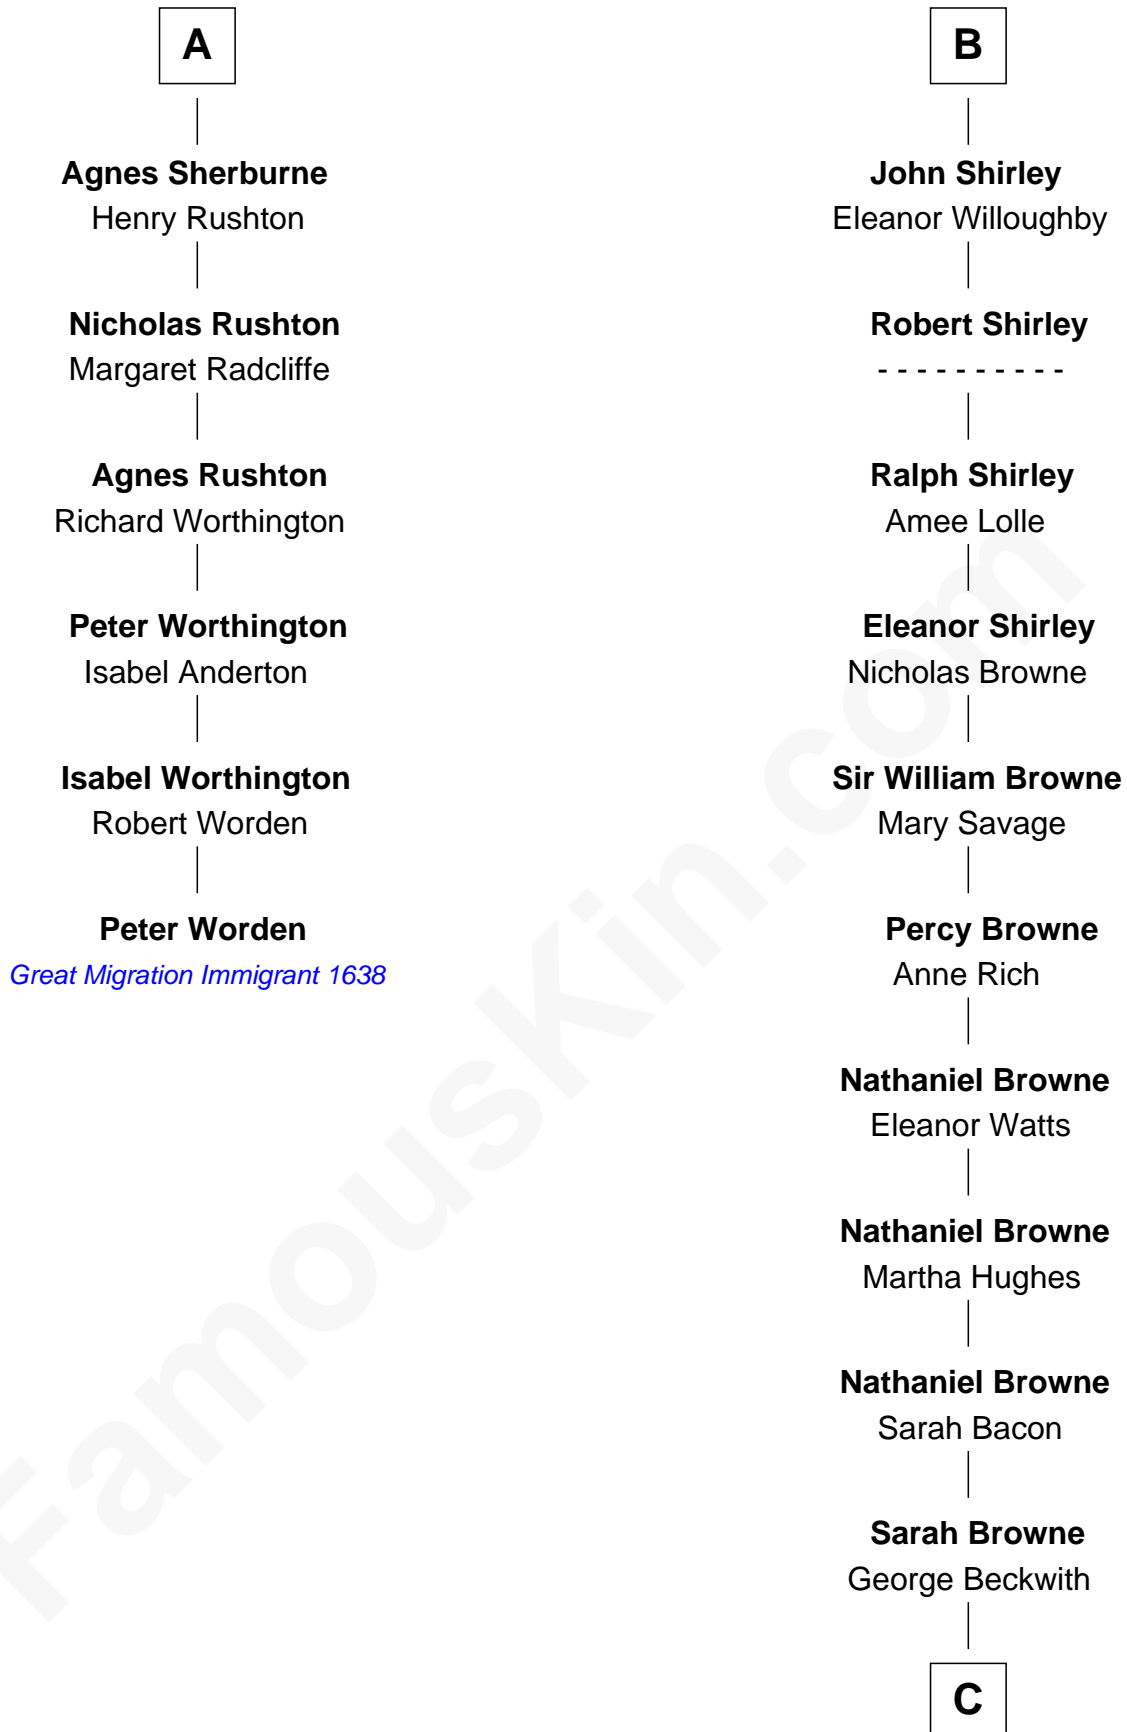 A
Agnes Sherburne
Henry Rushton
Nicholas Rushton
Margaret Radcliffe
Agnes Rushton
Richard Worthington
Peter Worthington
Isabel Anderton
Isabel Worthington
Robert Worden
Peter Worden
Great Migration Immigrant 1638
B
John Shirley
Eleanor Willoughby
Robert Shirley
- - - - - - - - - -
Ralph Shirley
Amee Lolle
Eleanor Shirley
Nicholas Browne
Sir William Browne
Mary Savage
Percy Browne
Anne Rich
Nathaniel Browne
Eleanor Watts
Nathaniel Browne
Martha Hughes
Nathaniel Browne
Sarah Bacon
Sarah Browne
George Beckwith
C
FamousKin.com